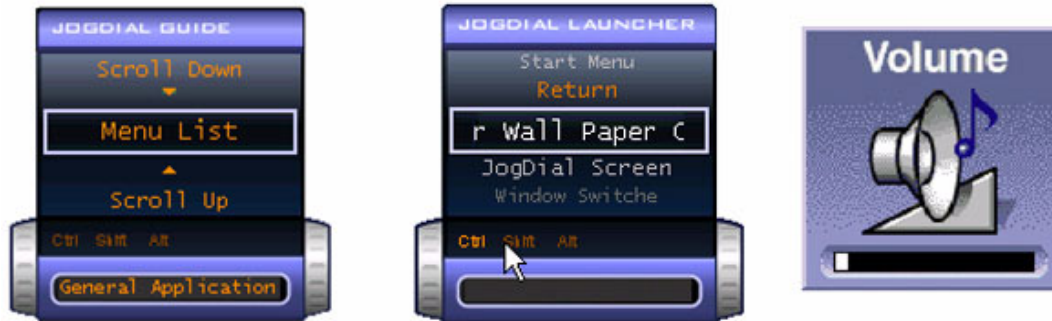 JOGDIAL GUIDE
Scroll Down
Menu List
Scroll Up
Ctrl Shift Alt
General Application
JOGDIAL LAUNCHER
Start Menu
Return
r Wall Paper C
JogDial Screen
Window Switche
Ctrl Shift Alt
Volume